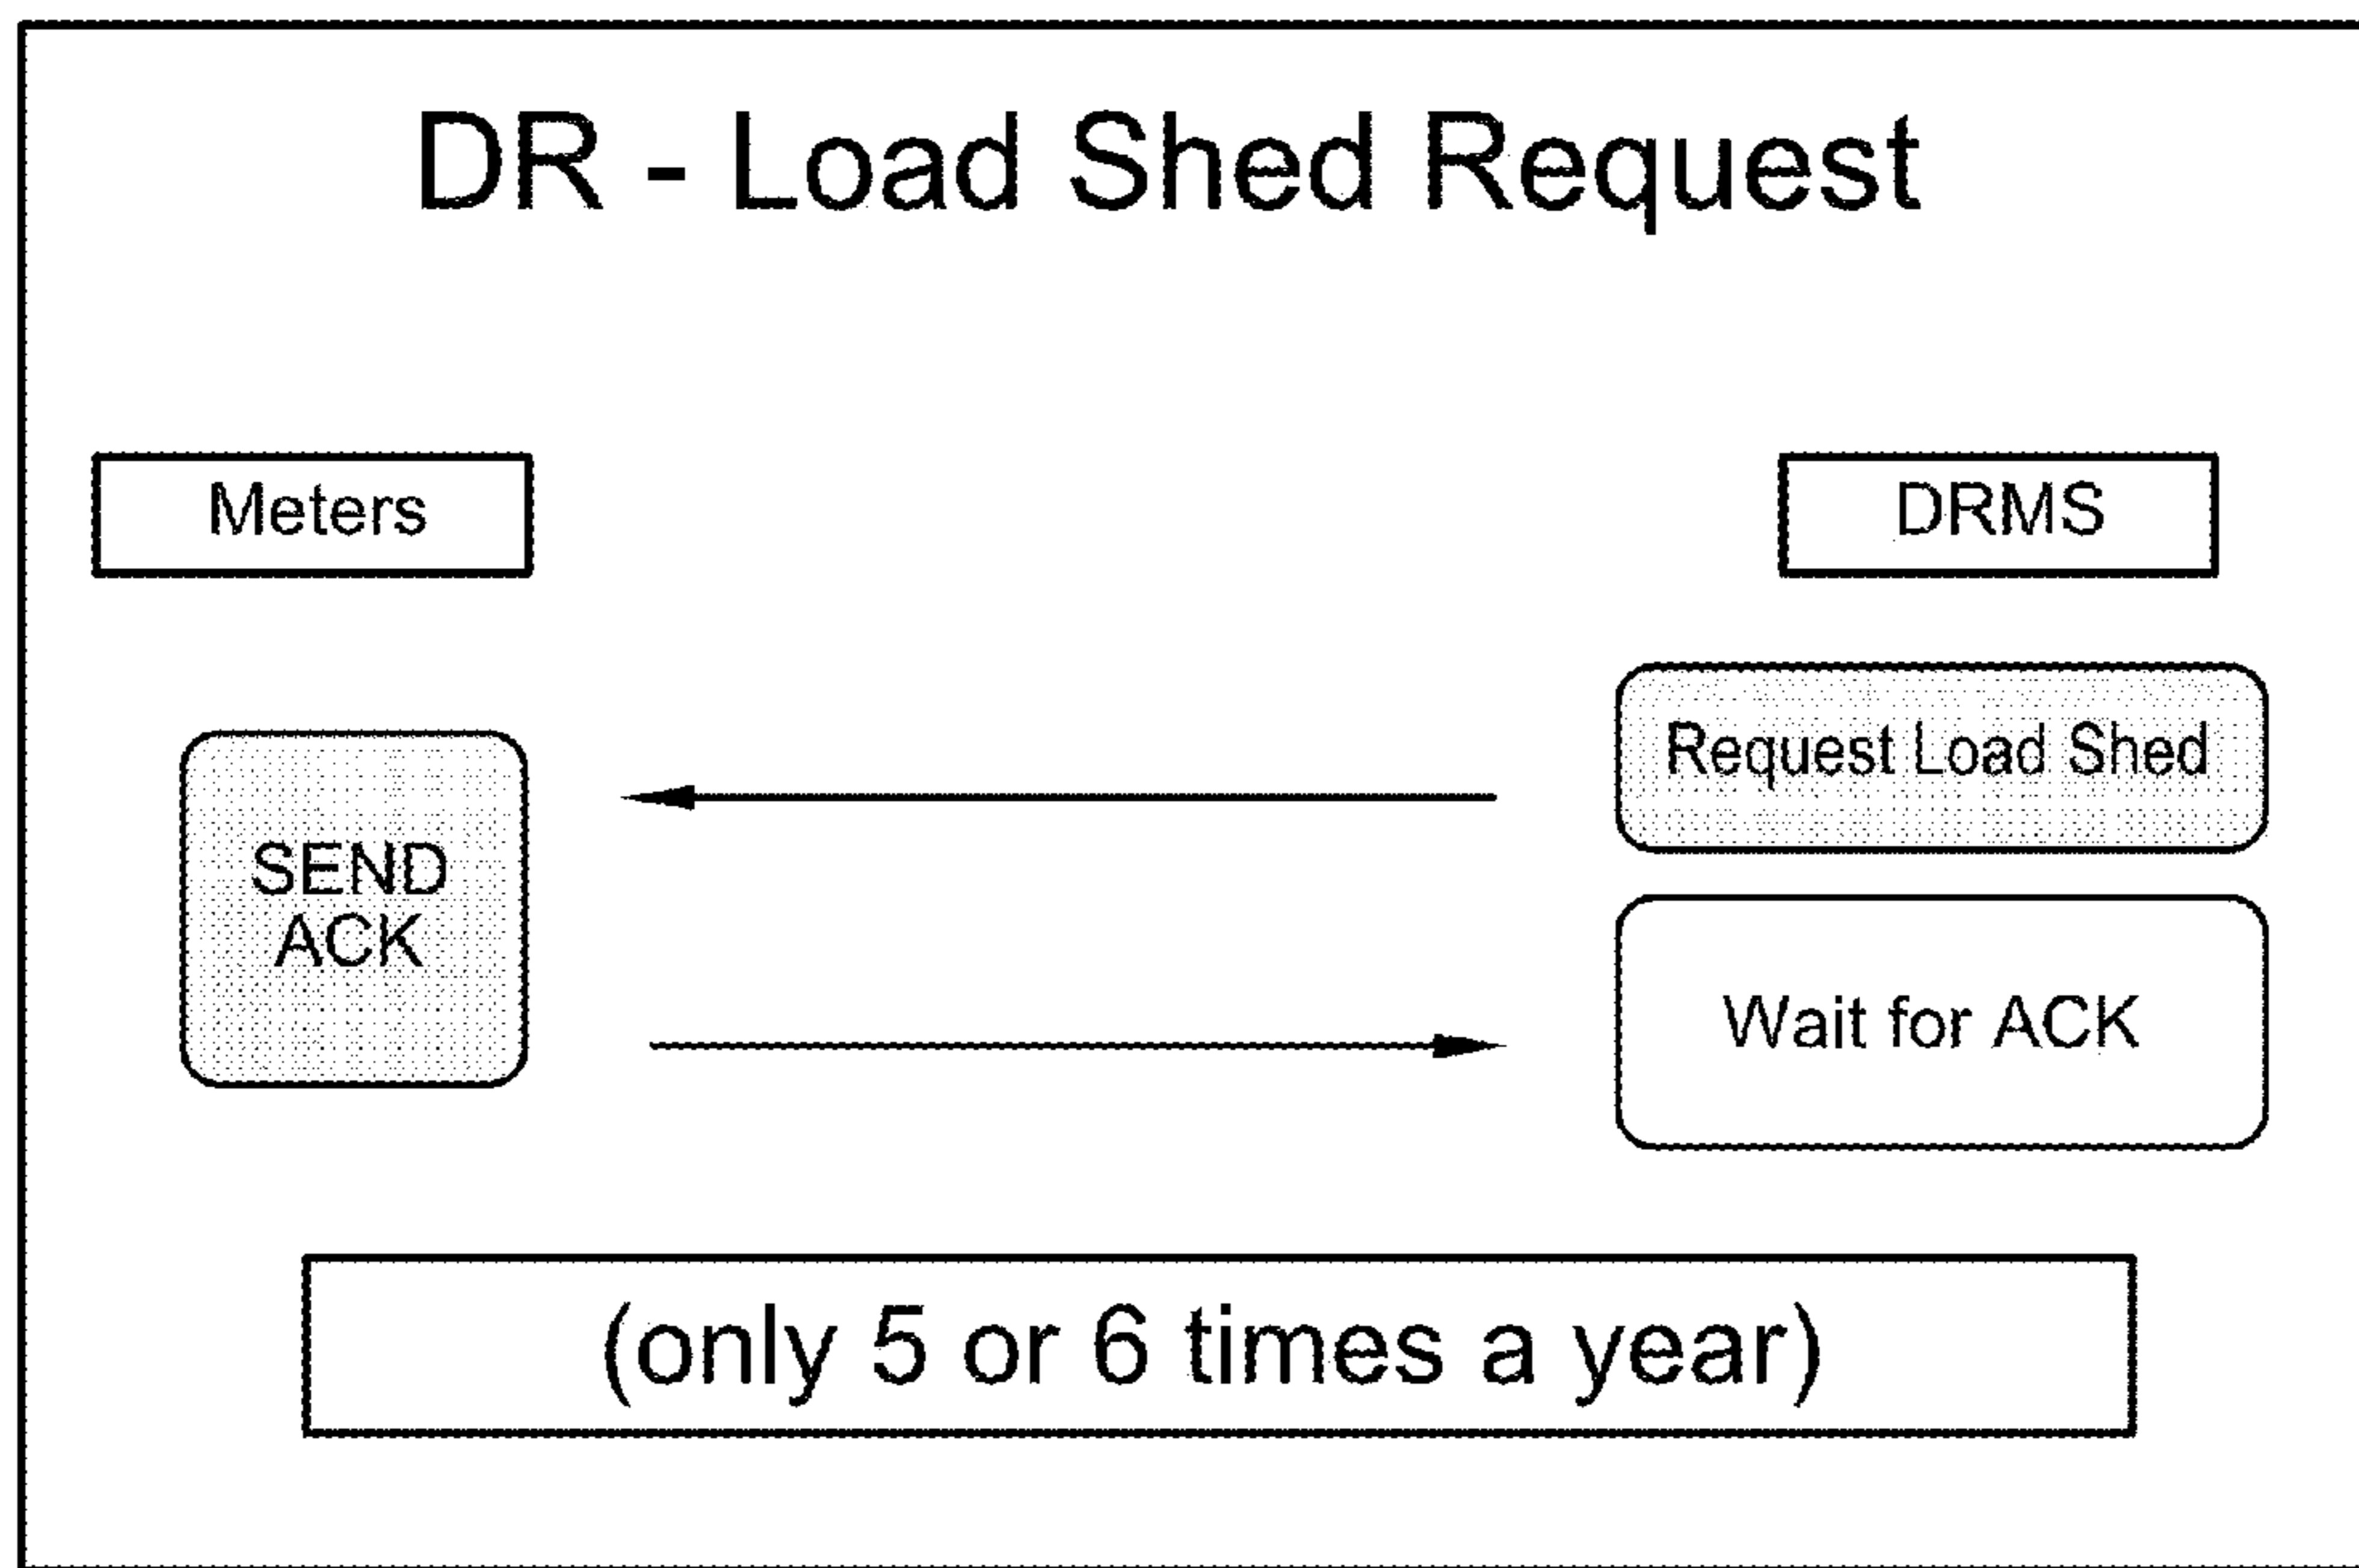 DR - Load Shed Request
Meters
DRMS
Request Load Shed
SEND
ACK
Wait for ACK
(only 5 or 6 times a year)